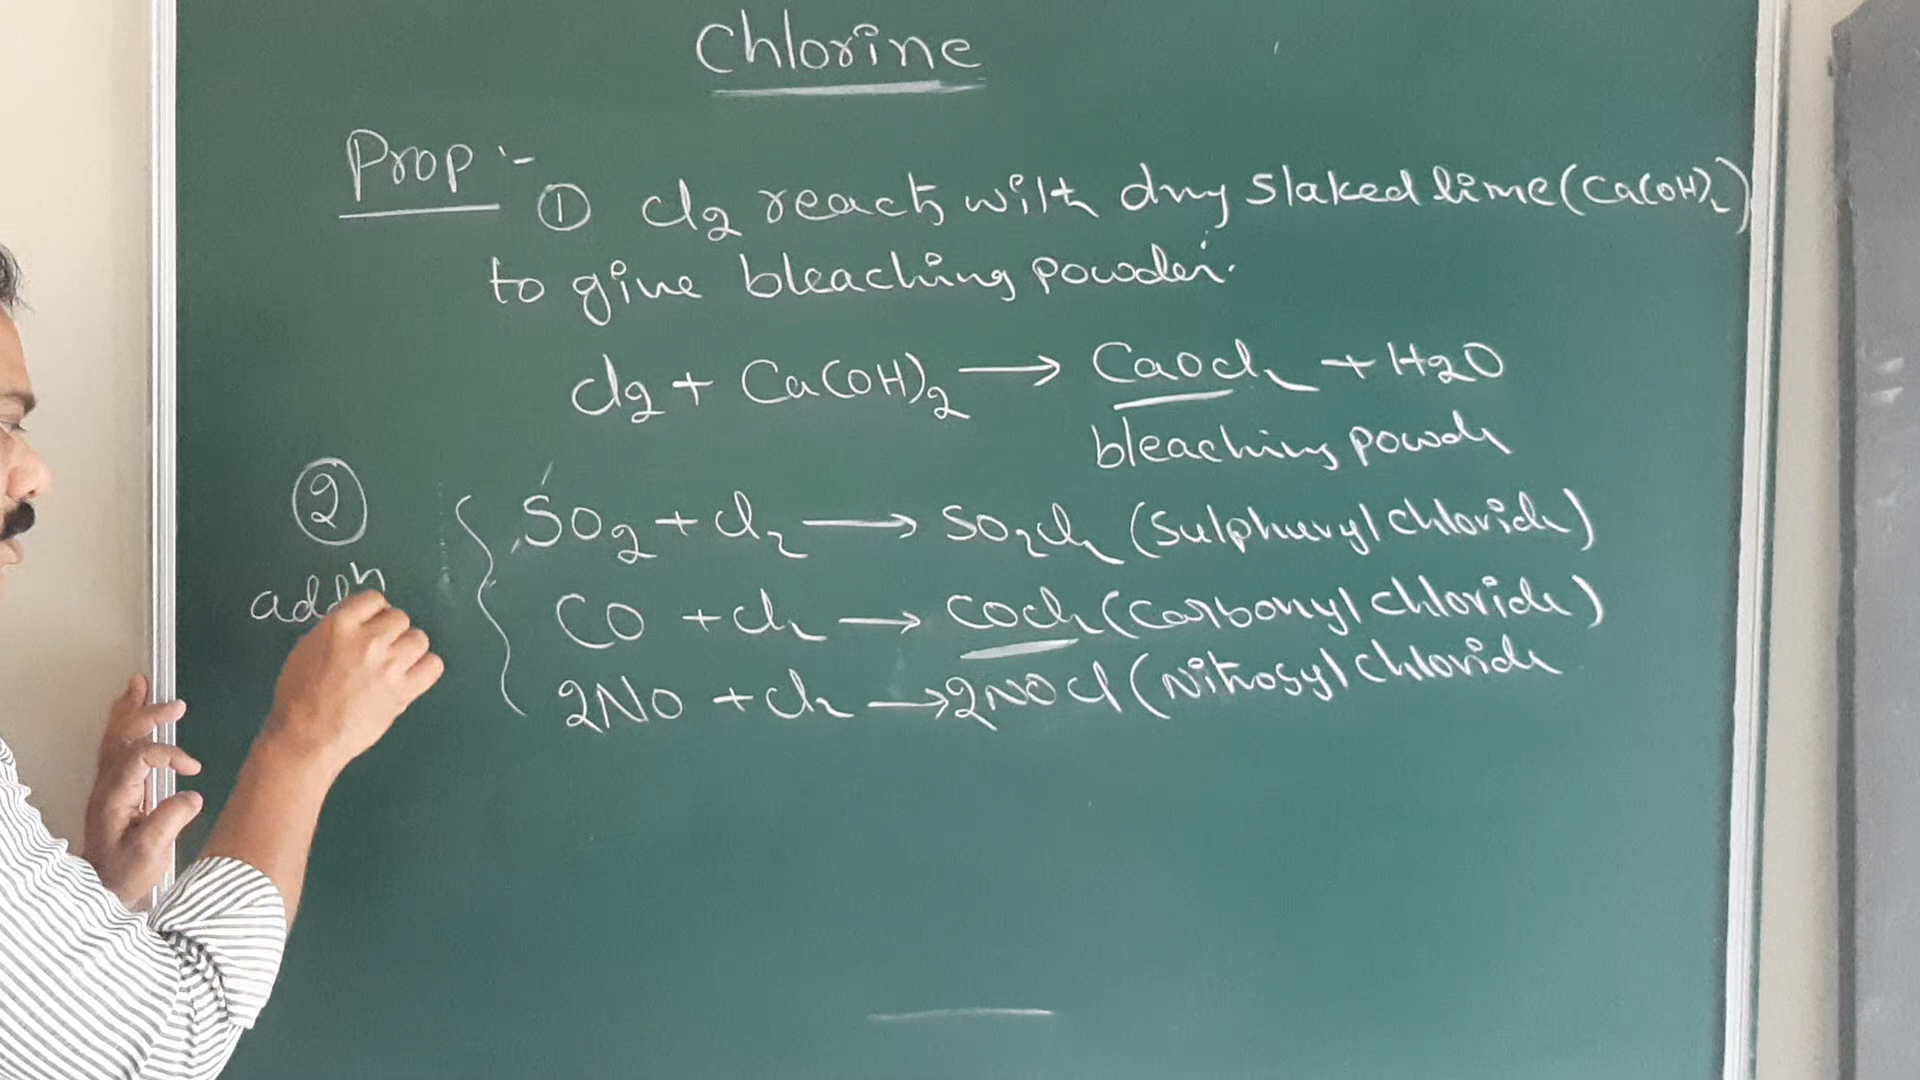 Chlorine
Prop :-
① Cl2 reacts with dry slaked lime (Ca(OH)2)
to give bleaching powder.
Cl2 + Ca(OH)2 → CaOCl2 + H2O
bleaching powder
② SO2 + Cl2 → SO2Cl2 (Sulphuryl chloride)
addn
CO + Cl2 → COCl2 (Carbonyl chloride)
2NO + Cl2 → 2NOCl (Nitrosyl chloride